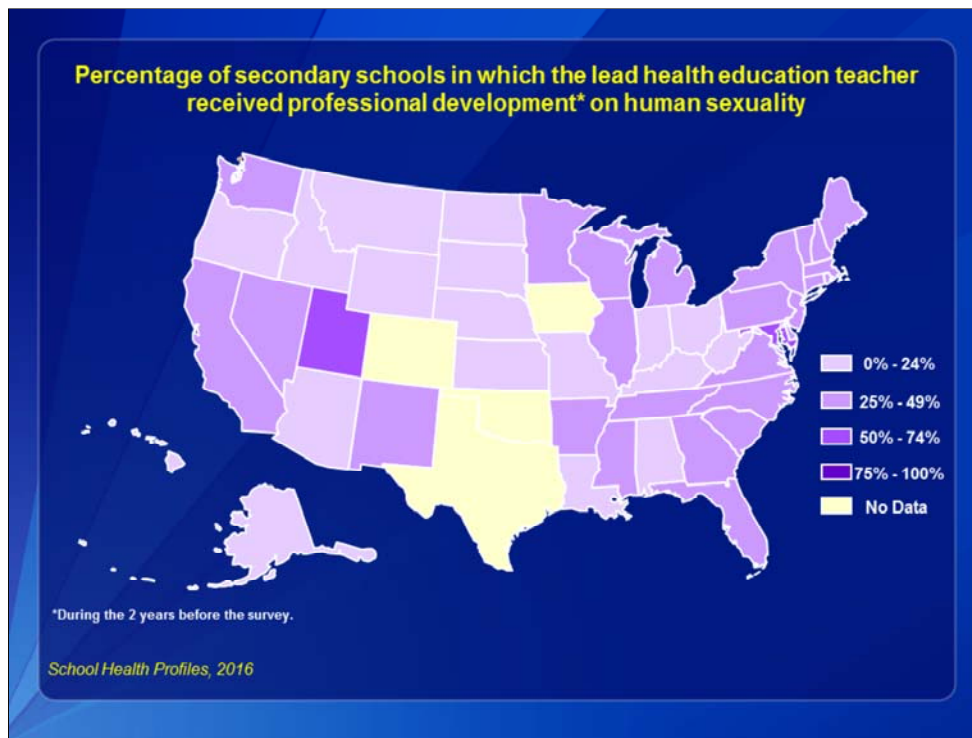 Percentage of secondary schools in which the lead health education teacher
received professional development* on human sexuality
0% - 24%
25% - 49%
50% - 74%
75% - 100%
No Data
*During the 2 years before the survey.
School Health Profiles, 2016